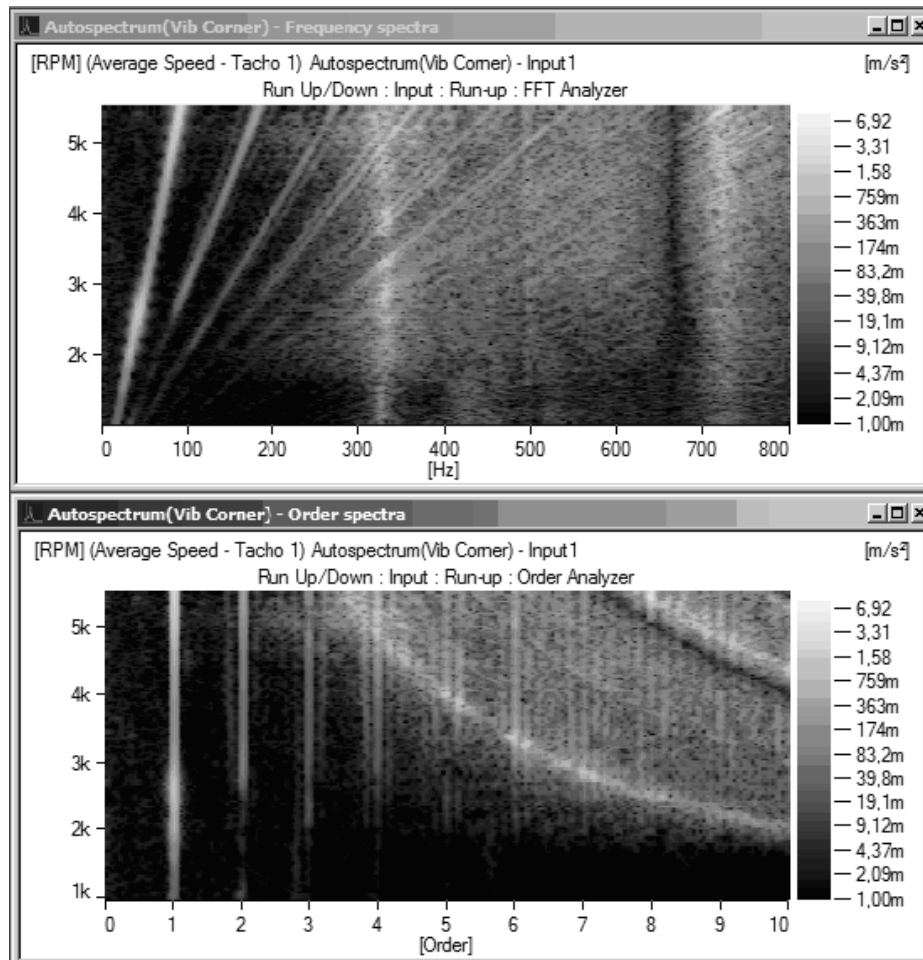 Autospectrum(Vib Corner) - Frequency spectra
[RPM] (Average Speed - Tacho 1) Autospectrum(Vib Corner) - Input1 [m/s²]
Run Up/Down : Input : Run-up : FFT Analyzer
6,92
5k
3,31
1,58
759m
4k
363m
174m
3k
83,2m
39,8m
19,1m
2k
9,12m
4,37m
2,09m
1,00m
0 100 200 300 400 500 600 700 800
[Hz]
Autospectrum(Vib Corner) - Order spectra
[RPM] (Average Speed - Tacho 1) Autospectrum(Vib Corner) - Input1 [m/s²]
Run Up/Down : Input : Run-up : Order Analyzer
6,92
5k
3,31
1,58
759m
4k
363m
174m
3k
83,2m
39,8m
19,1m
2k
9,12m
4,37m
2,09m
1k
1,00m
0 1 2 3 4 5 6 7 8 9 10
[Order]